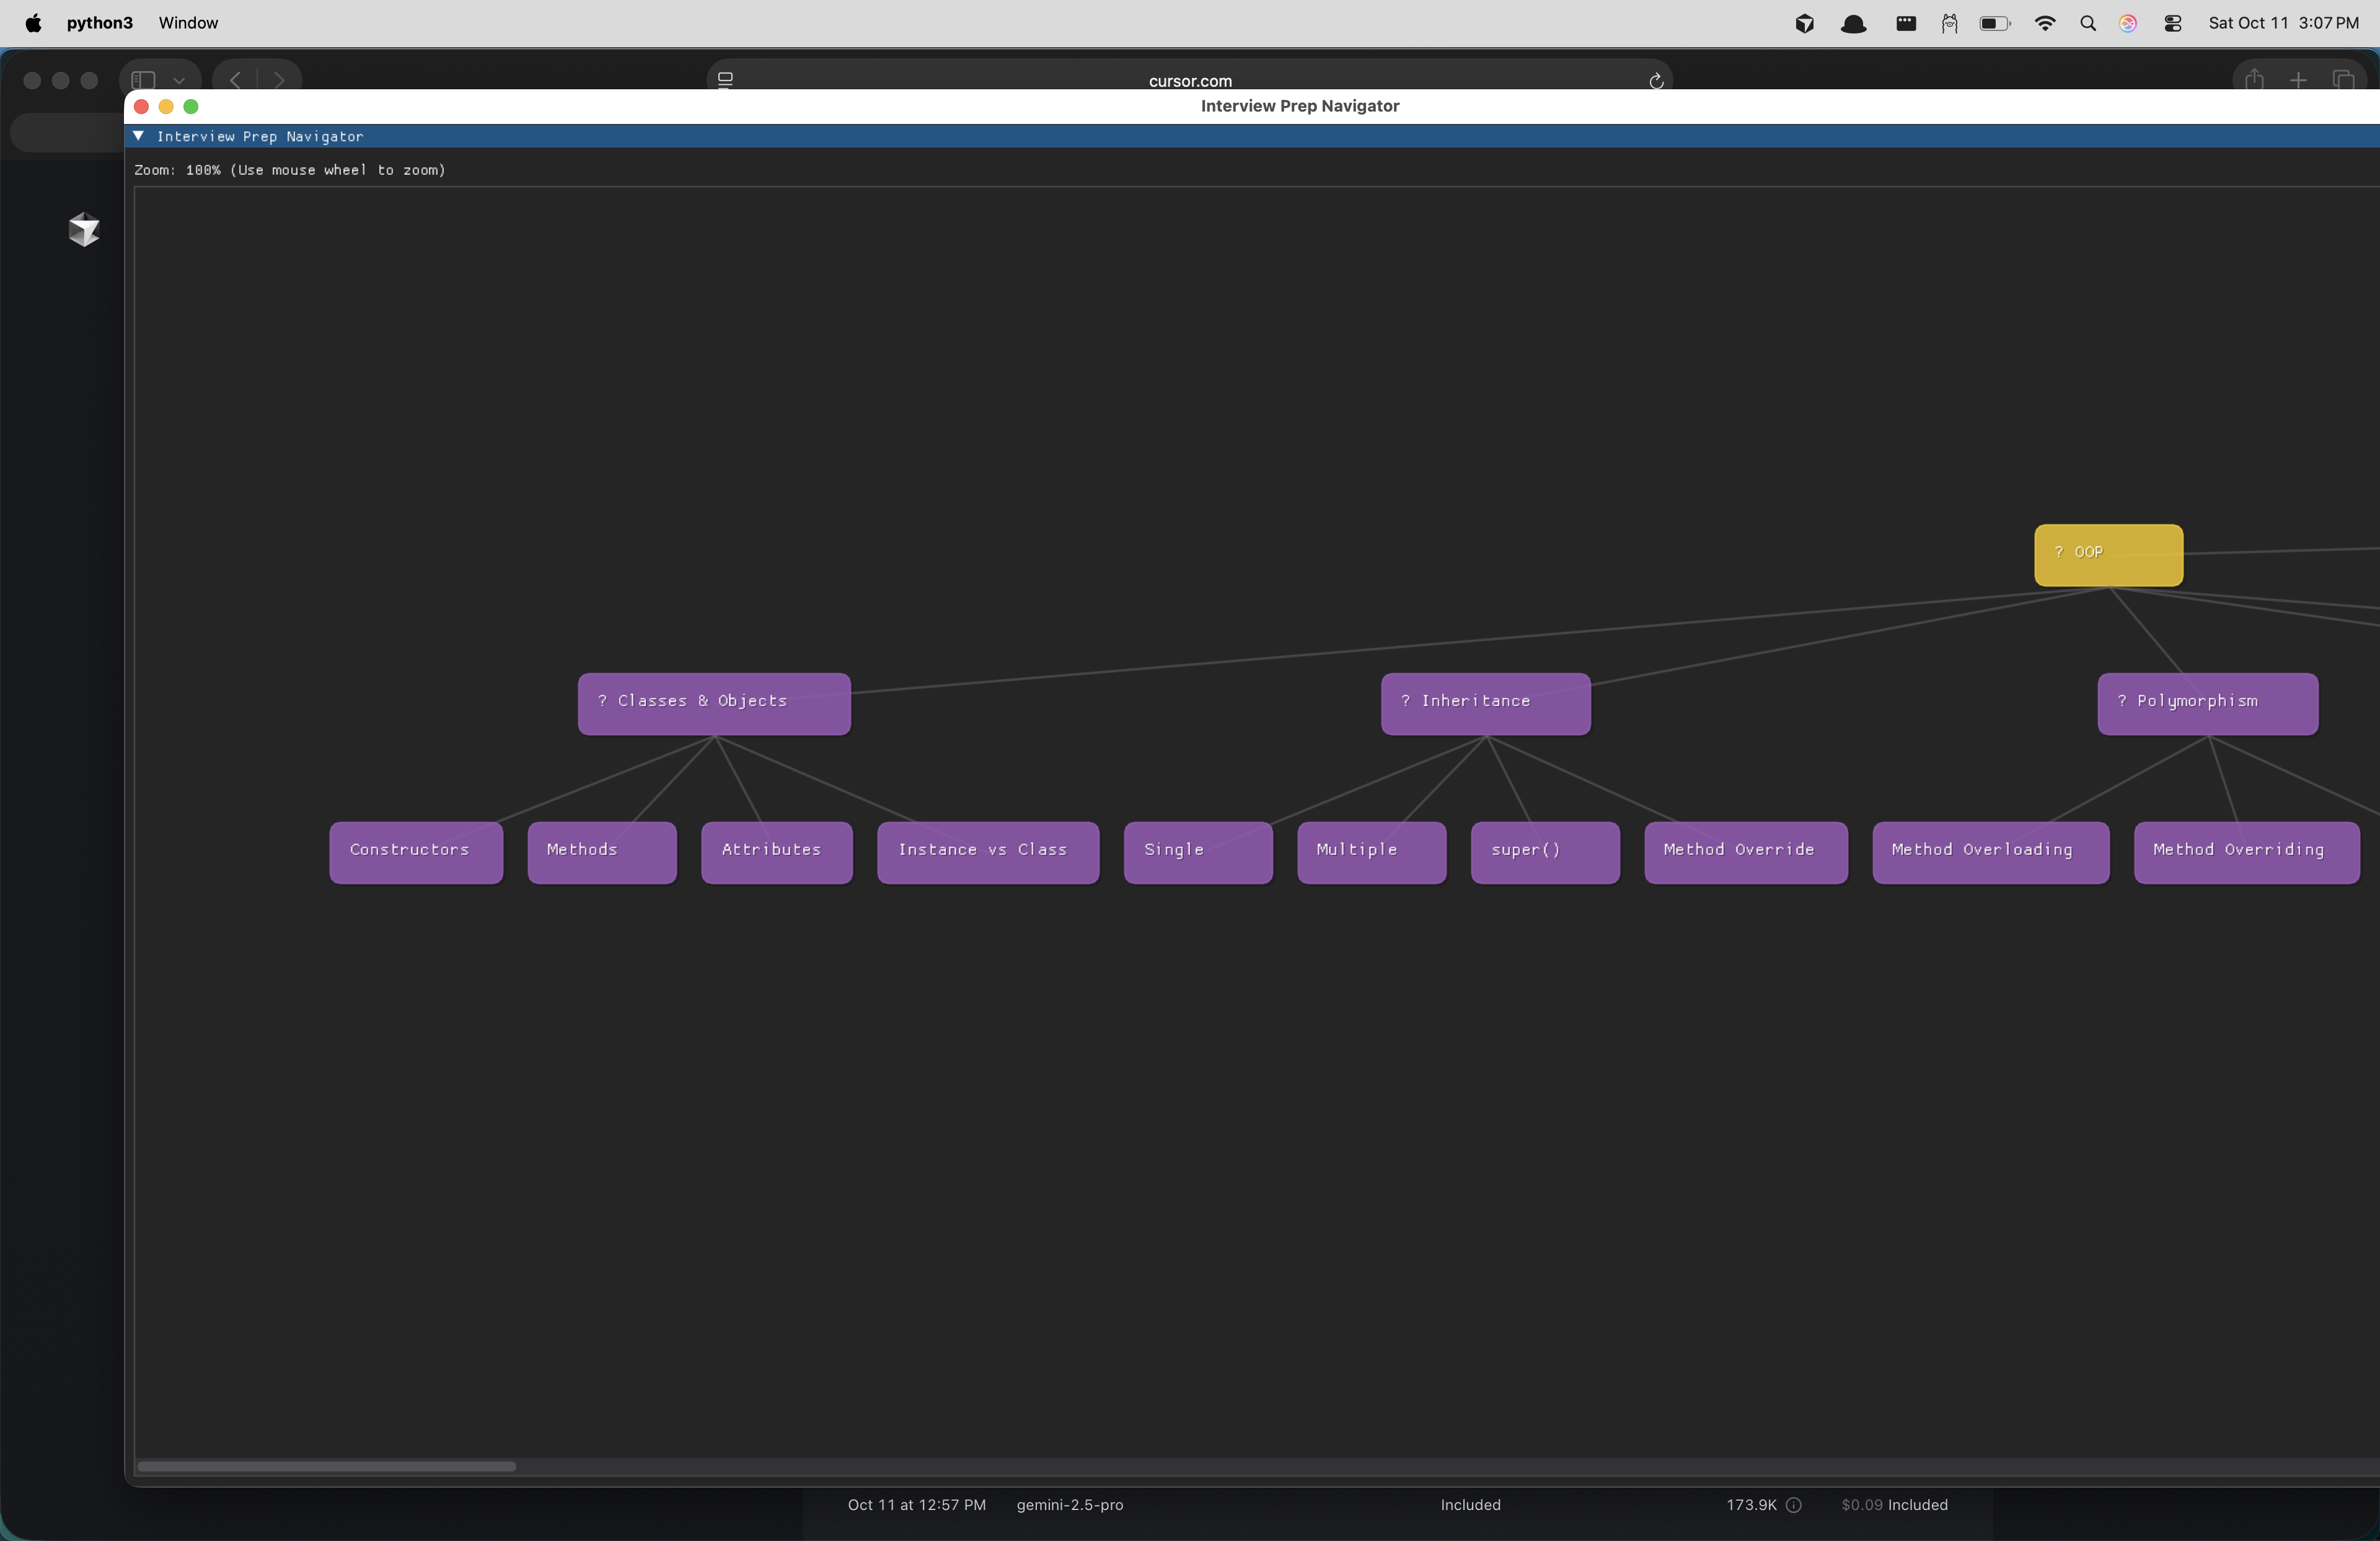 python3 Window Sat Oct 11 3:07 PM
cursor.com
Interview Prep Navigator
Interview Prep Navigator
Zoom: 100% (Use mouse wheel to zoom)
? OOP
? Classes & Objects ? Inheritance ? Polymorphism
Constructors Methods Attributes Instance vs Class Single Multiple super() Method Override Method Overloading Method Overriding
Oct 11 at 12:57 PM gemini-2.5-pro Included 173.9K $0.09 Included